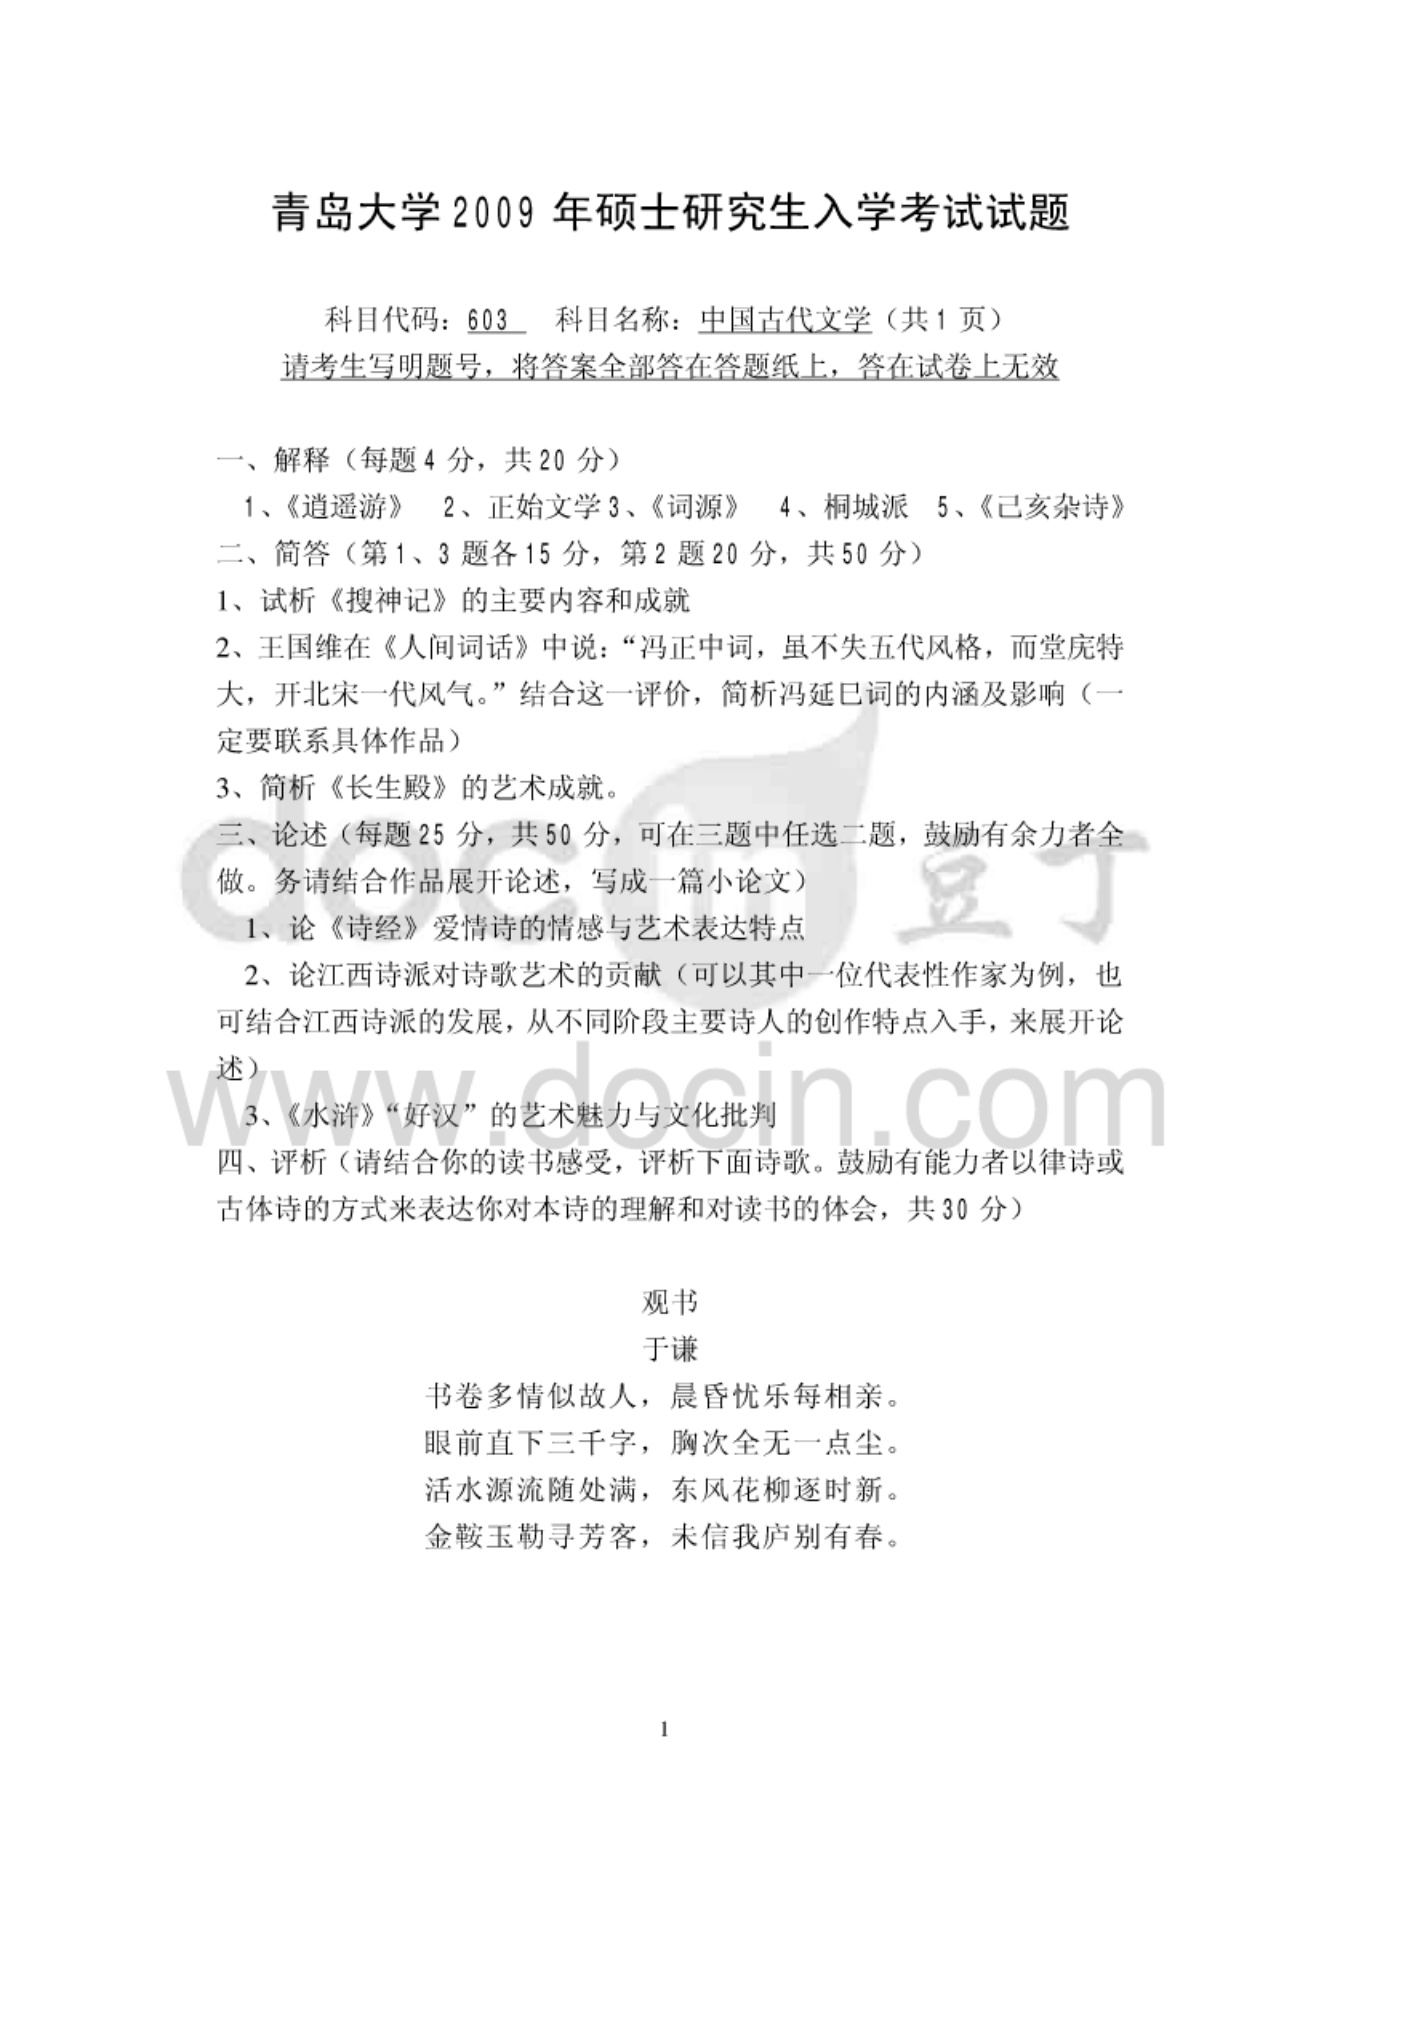 青岛大学2009 年硕士研究生入学考试试题
科目代码：603 科目名称：中国古代文学（共1 页）
请考生写明题号，将答案全部答在答题纸上，答在试卷上无效
一、解释（每题4 分，共20 分）
1、《逍遥游》 2、正始文学3、《词源》 4、桐城派 5、《己亥杂诗》
二、简答（第1、3 题各15 分，第2 题20 分，共50 分）
1、试析《搜神记》的主要内容和成就
2、王国维在《人间词话》中说：“冯正中词，虽不失五代风格，而堂庑特
大，开北宋一代风气。”结合这一评价，简析冯延巳词的内涵及影响（一
定要联系具体作品）
3、简析《长生殿》的艺术成就。
三、论述（每题25 分，共50 分，可在三题中任选二题，鼓励有余力者全
做。务请结合作品展开论述，写成一篇小论文）
1、论《诗经》爱情诗的情感与艺术表达特点
2、论江西诗派对诗歌艺术的贡献（可以其中一位代表性作家为例，也
可结合江西诗派的发展，从不同阶段主要诗人的创作特点入手，来展开论
述）
3、《水浒》“好汉”的艺术魅力与文化批判
四、评析（请结合你的读书感受，评析下面诗歌。鼓励有能力者以律诗或
古体诗的方式来表达你对本诗的理解和对读书的体会，共30 分）
观书
于谦
书卷多情似故人，晨昏忧乐每相亲。
眼前直下三千字，胸次全无一点尘。
活水源流随处满，东风花柳逐时新。
金鞍玉勒寻芳客，未信我庐别有春。
1
docin 豆丁
www.docin.com